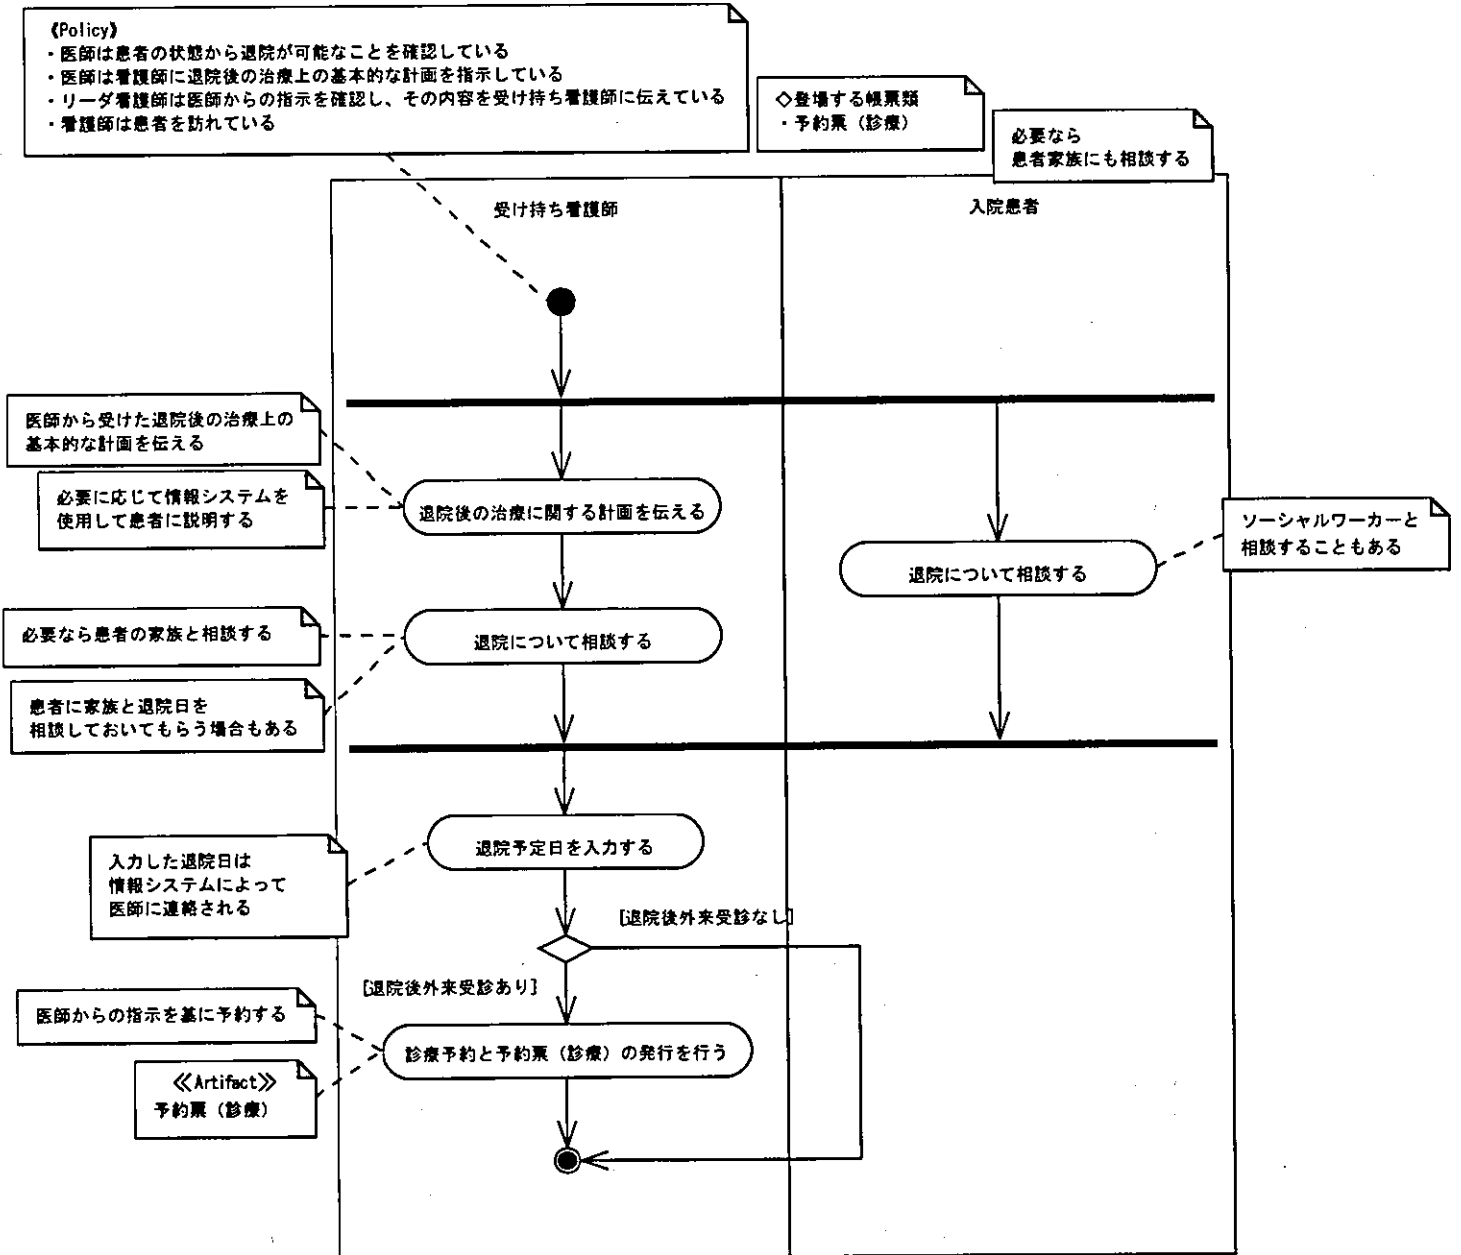 《Policy》
・医師は患者の状態から退院が可能なことを確認している
・医師は看護師に退院後の治療上の基本的な計画を指示している
・リーダ看護師は医師からの指示を確認し、その内容を受け持ち看護師に伝えている
・看護師は患者を訪れている
◇登場する帳票類
・予約票（診療）
必要なら
患者家族にも相談する
受け持ち看護師
入院患者
医師から受けた退院後の治療上の
基本的な計画を伝える
必要に応じて情報システムを
使用して患者に説明する
退院後の治療に関する計画を伝える
ソーシャルワーカーと
相談することもある
退院について相談する
必要なら患者の家族と相談する
退院について相談する
患者に家族と退院日を
相談しておいてもらう場合もある
退院予定日を入力する
入力した退院日は
情報システムによって
医師に連絡される
[退院後外来受診なし]
[退院後外来受診あり]
医師からの指示を基に予約する
診療予約と予約票（診療）の発行を行う
≪Artifact≫
予約票（診療）